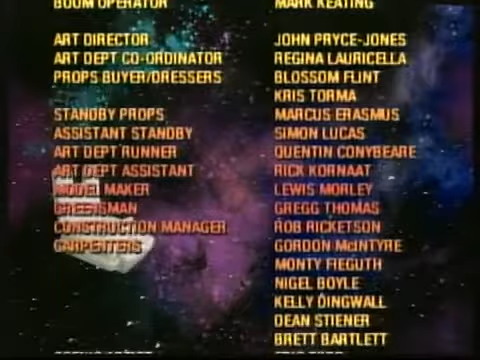 BOOM OPERATOR MARK KEATING
ART DIRECTOR JOHN PRYCE-JONES
ART DEPT CO-ORDINATOR REGINA LAURICELLA
PROPS BUYER/DRESSERS BLOSSOM FLINT
KRIS TORMA
STANDBY PROPS MARCUS ERASMUS
ASSISTANT STANDBY SIMON LUCAS
ART DEPT RUNNER QUENTIN CONYBEARE
ART DEPT ASSISTANT RICK KORNAAT
MODEL MAKER LEWIS MORLEY
GREENSMAN GREGG THOMAS
CONSTRUCTION MANAGER ROB RICKETSON
CARPENTERS GORDON McINTYRE
MONTY FIEGUTH
NIGEL BOYLE
KELLY DINGWALL
DEAN STIENER
BRETT BARTLETT